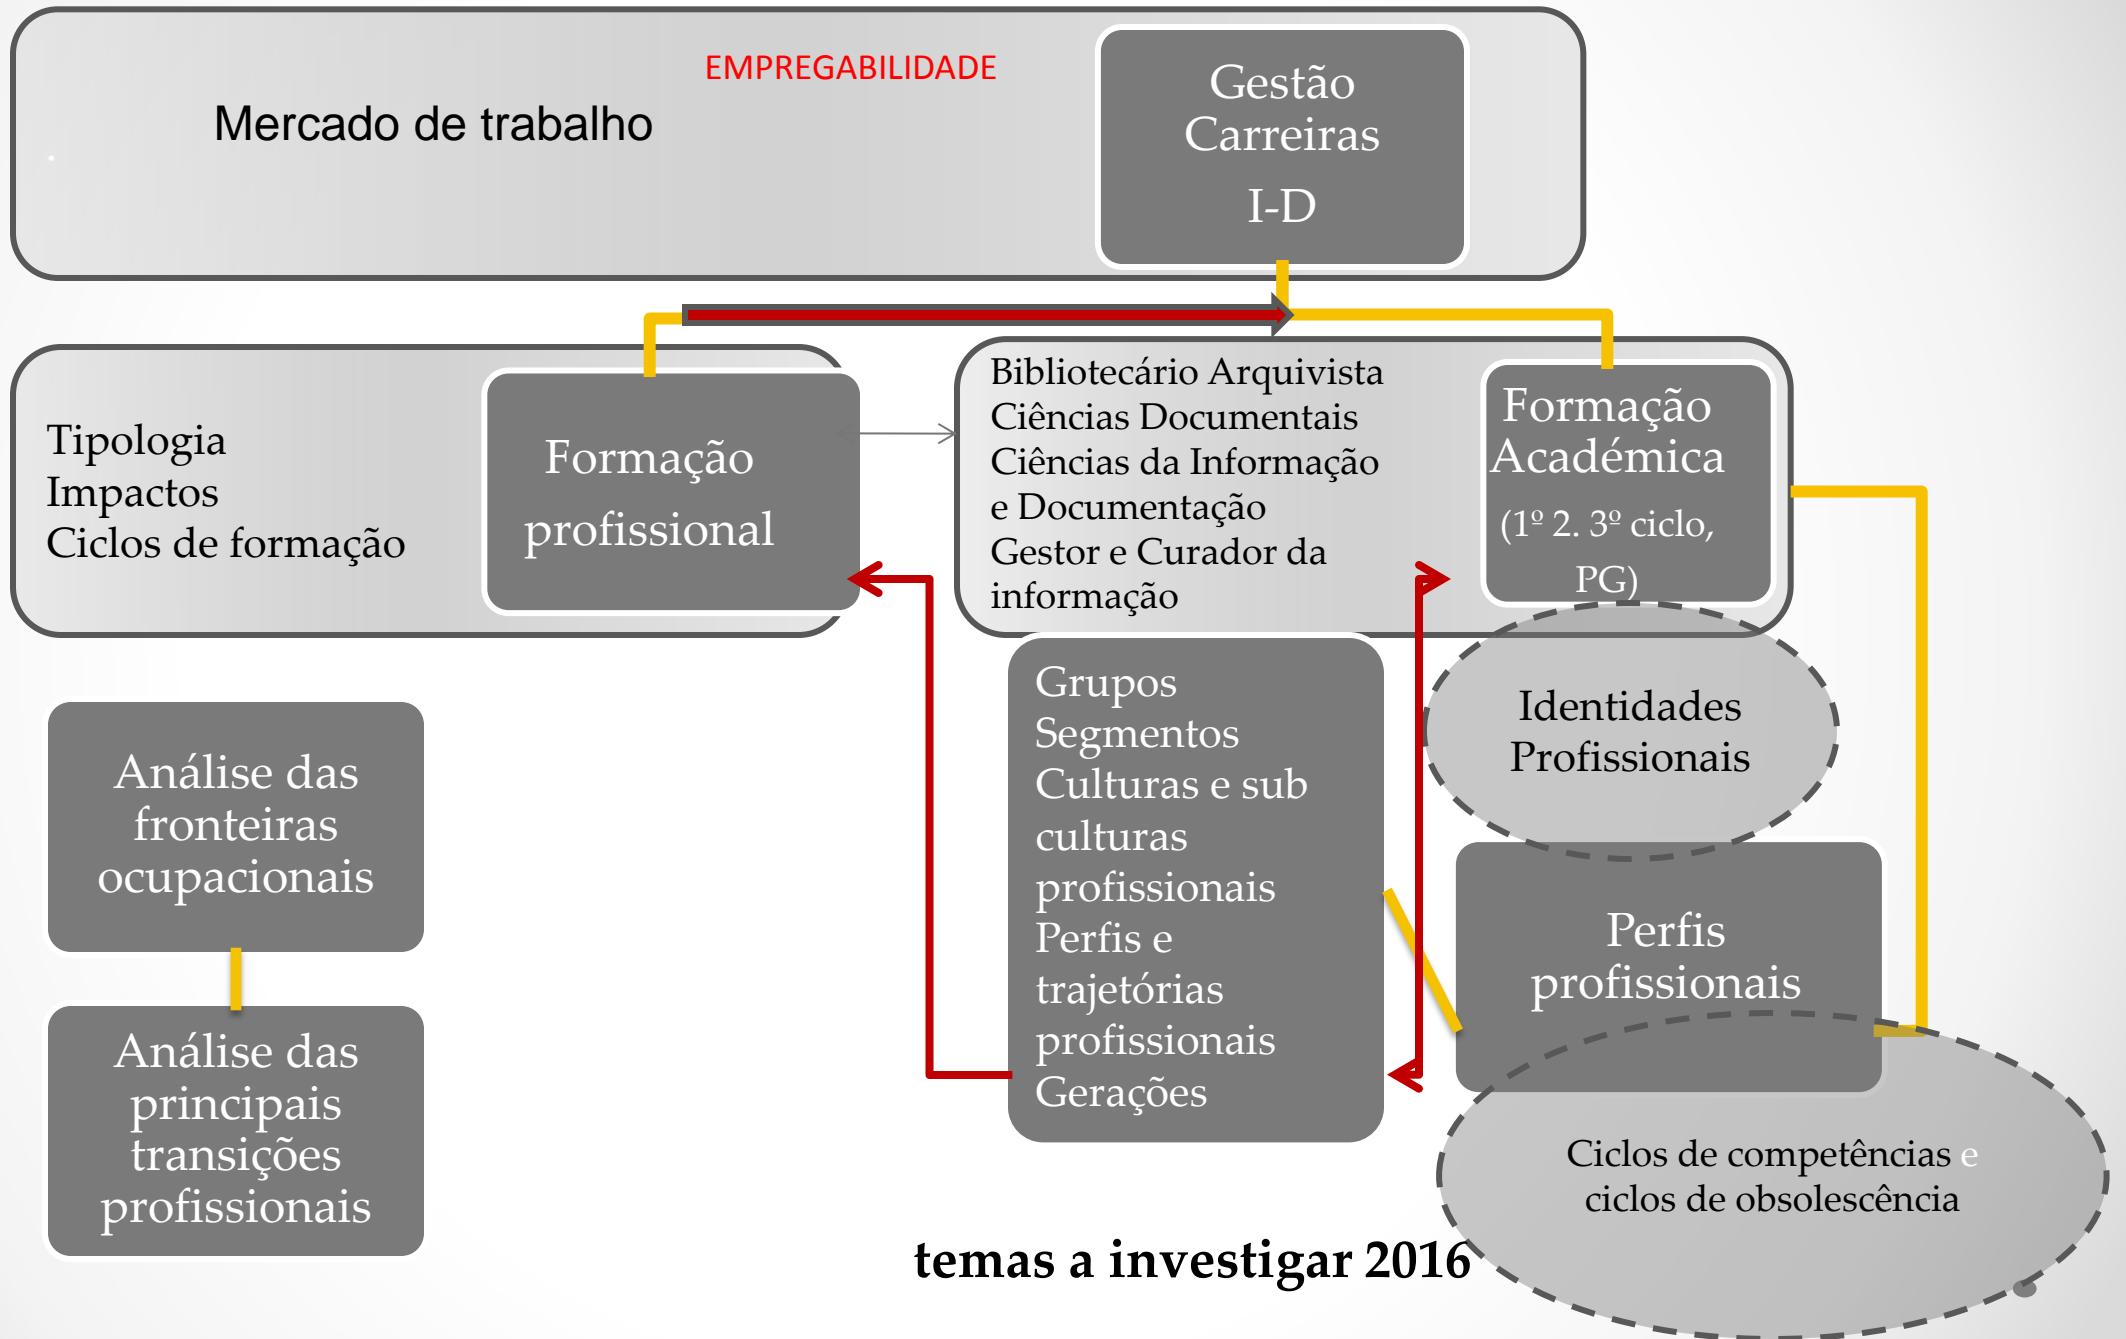 EMPREGABILIDADE
Mercado de trabalho
.
Gestão
Carreiras
I-D
Tipologia
Impactos
Ciclos de formação
Formação
profissional
Bibliotecário Arquivista
Ciências Documentais
Ciências da Informação
e Documentação
Gestor e Curador da
informação
Formação
Académica
(1º 2. 3º ciclo,
PG)
Grupos
Segmentos
Culturas e sub
culturas
profissionais
Perfis e
trajetórias
profissionais
Gerações
Identidades
Profissionais
Perfis
profissionais
Ciclos de competências e
ciclos de obsolescência
Análise das
fronteiras
ocupacionais
Análise das
principais
transições
profissionais
temas a investigar 2016